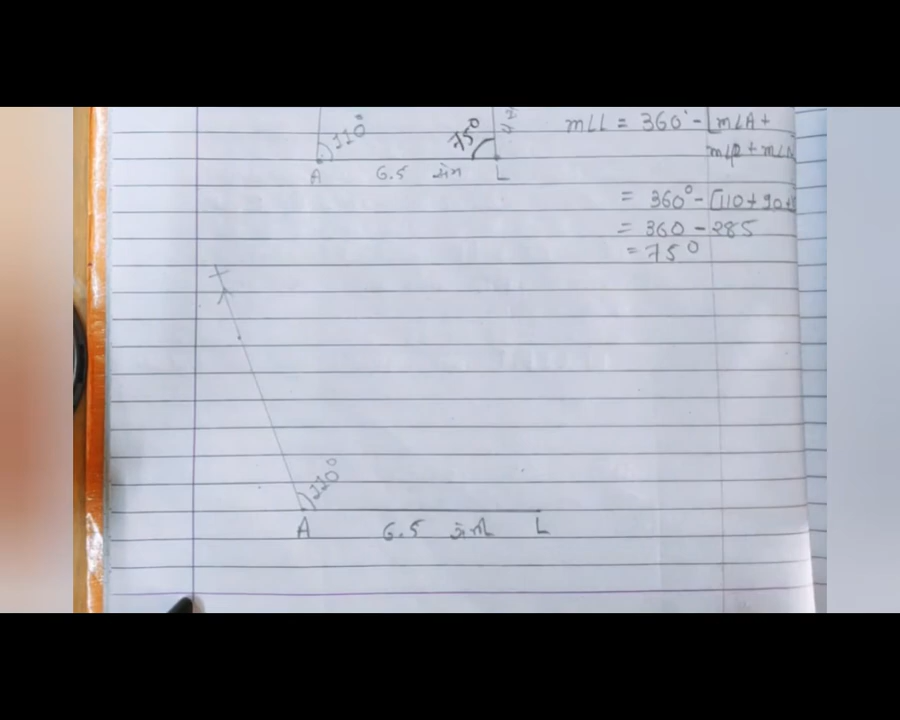 110°
75°
A 6.5 સેમી L
m∠L = 360° - [m∠A +
m∠P + m∠
= 360° - [110 + 90 +
= 360 - 285
= 75°
110°
A 6.5 સેમી L